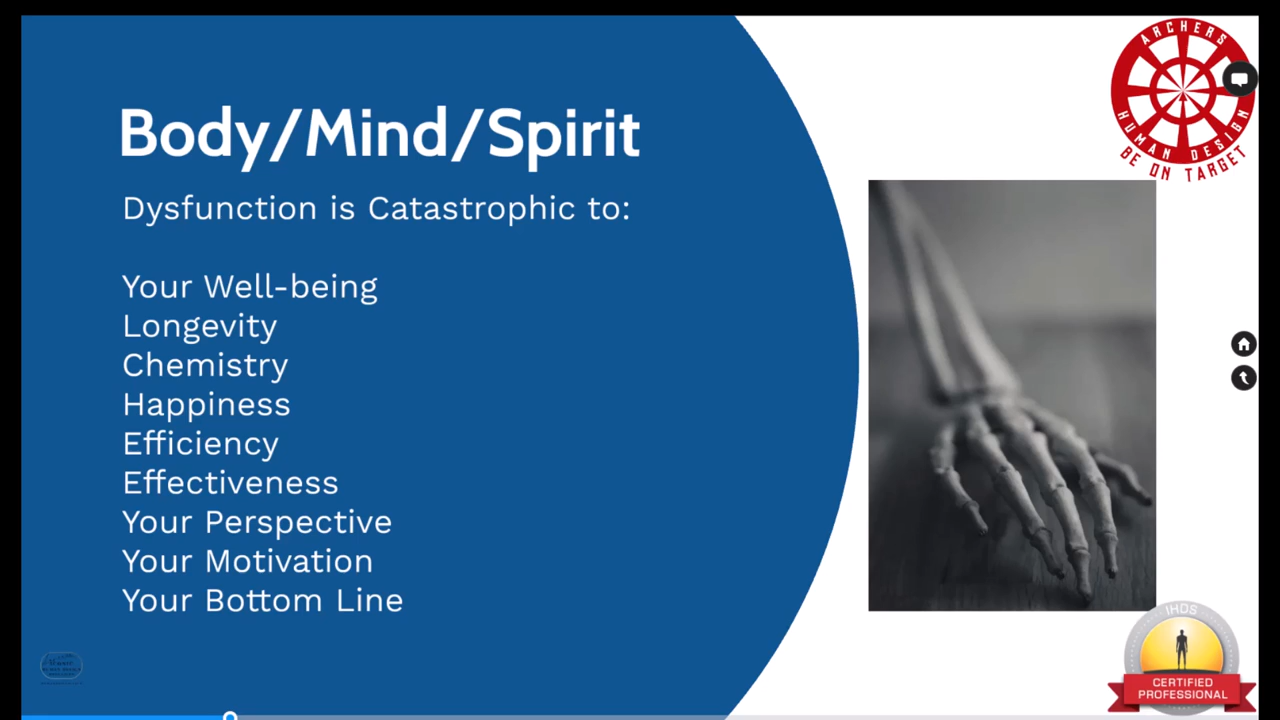 Body/Mind/Spirit
Dysfunction is Catastrophic to:
Your Well-being
Longevity
Chemistry
Happiness
Efficiency
Effectiveness
Your Perspective
Your Motivation
Your Bottom Line
ARCHERS
HUMAN DESIGN
BE ON TARGET
IHDS
CERTIFIED
PROFESSIONAL